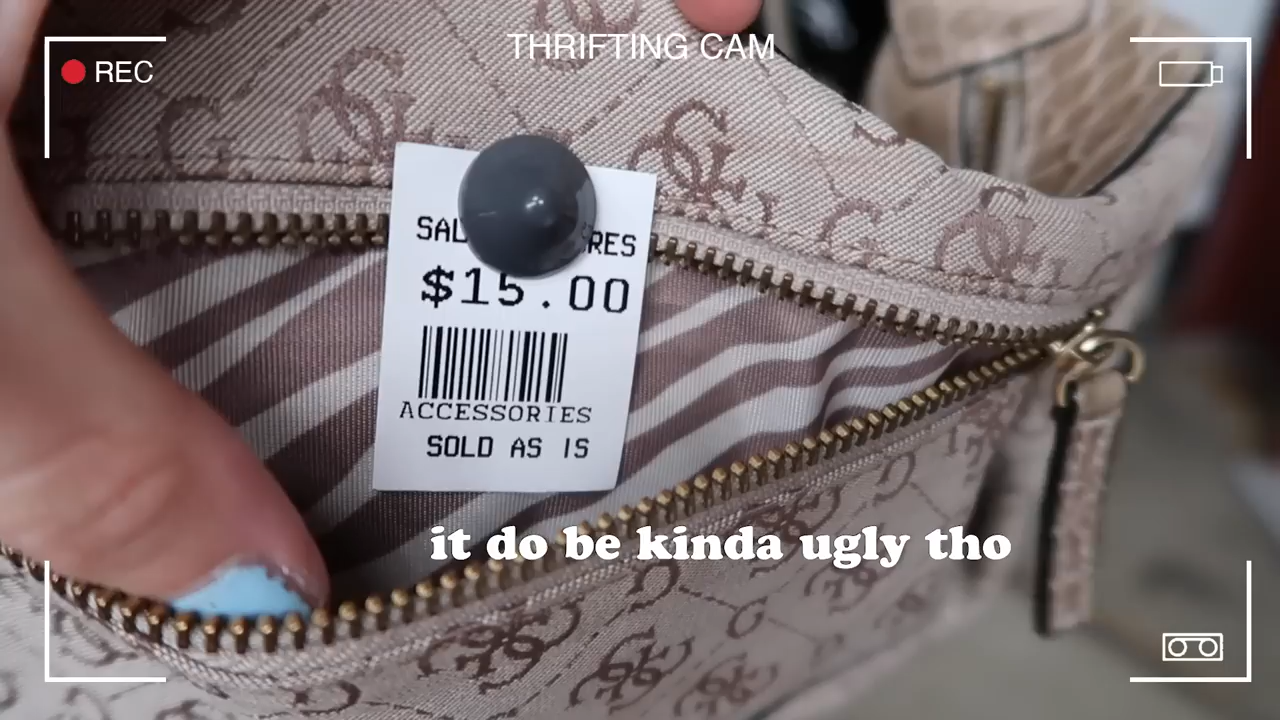 THRIFTING CAM
REC
$15.00
ACCESSORIES
SOLD AS IS
it do be kinda ugly tho